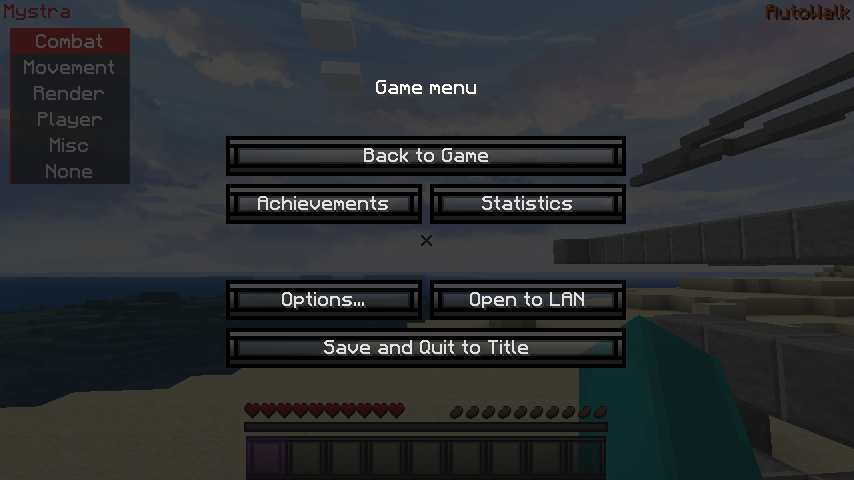 Mystra
AutoWalk
Combat
Movement
Render
Player
Misc
None
Game menu
Back to Game
Achievements
Statistics
Options...
Open to LAN
Save and Quit to Title